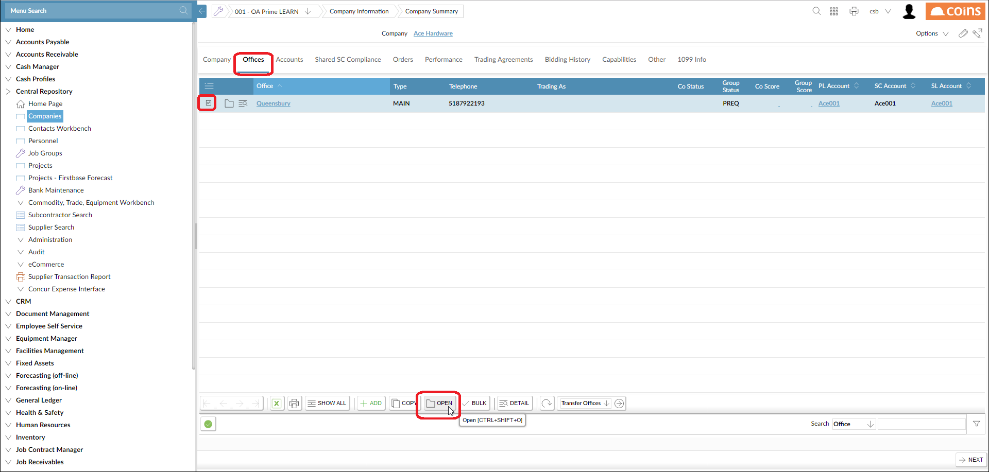 Menu Search
001 - OA Prime LEARN
Company Information
Company Summary
csb
coins
Company Ace Hardware
Options
Company Offices Accounts Shared SC Compliance Orders Performance Trading Agreements Bidding History Capabilities Other 1099 Info
Office Type Telephone Trading As Co Status Group Status Co Score Group Score PL Account SC Account SL Account
Queensbury MAIN 5187922193 PREQ Ace001 Ace001 Ace001
Home
Accounts Payable
Accounts Receivable
Cash Manager
Cash Profiles
Central Repository
Home Page
Companies
Contacts Workbench
Personnel
Job Groups
Projects
Projects - Firstbase Forecast
Bank Maintenance
Commodity, Trade, Equipment Workbench
Subcontractor Search
Supplier Search
Administration
Audit
eCommerce
Supplier Transaction Report
Concur Expense Interface
CRM
Document Management
Employee Self Service
Equipment Manager
Facilities Management
Fixed Assets
Forecasting (off-line)
Forecasting (on-line)
General Ledger
Health & Safety
Human Resources
Inventory
Job Contract Manager
Job Receivables
SHOW ALL ADD COPY OPEN BULK DETAIL Transfer Offices
Open [CTRL+SHIFT+O]
Search Office
NEXT